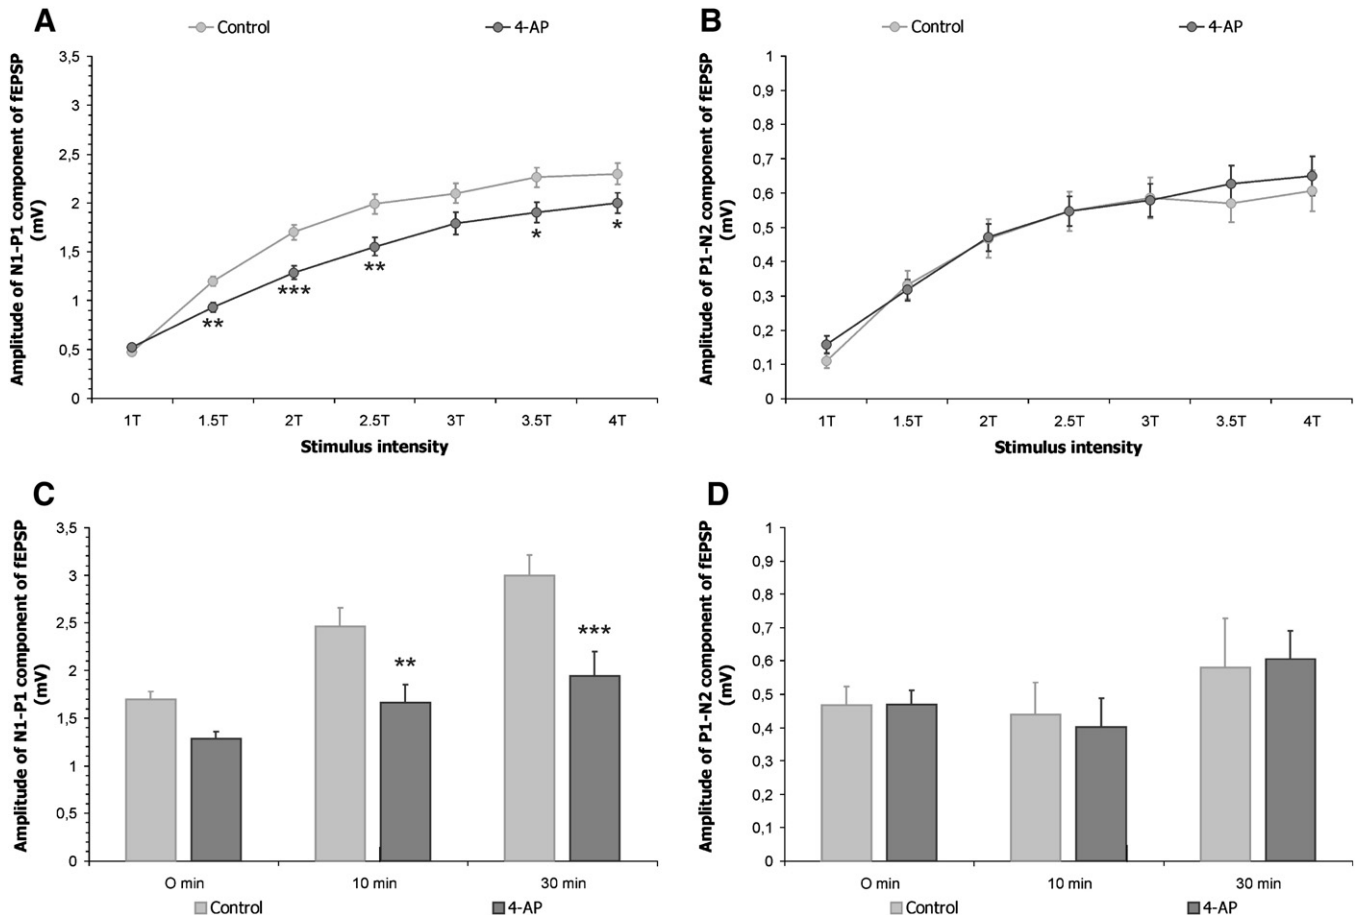 A
Control
4-AP
Amplitude of N1-P1 component of fEPSP
(mV)
3,5
3
2,5
2
1,5
1
0,5
0
**
***
**
*
*
1T
1.5T
2T
2.5T
3T
3.5T
4T
Stimulus intensity
B
Control
4-AP
Amplitude of P1-N2 component of fEPSP
(mV)
1
0,9
0,8
0,7
0,6
0,5
0,4
0,3
0,2
0,1
0
1T
1.5T
2T
2.5T
3T
3.5T
4T
Stimulus intensity
C
Amplitude of N1-P1 component of fEPSP
(mV)
3,5
3
2,5
2
1,5
1
0,5
0
**
***
O min
10 min
30 min
Control
4-AP
D
Amplitude of P1-N2 component of fEPSP
(mV)
1
0,9
0,8
0,7
0,6
0,5
0,4
0,3
0,2
0,1
0
O min
10 min
30 min
Control
4-AP